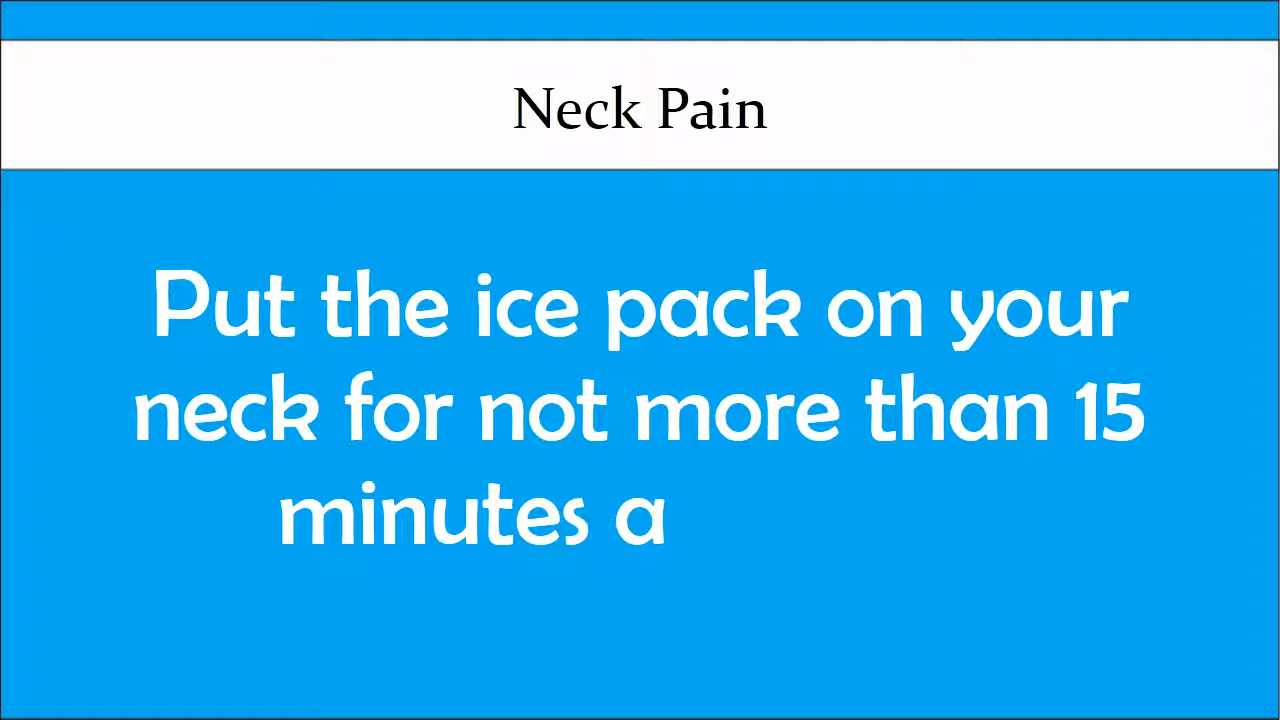 Neck Pain
Put the ice pack on your
neck for not more than 15
minutes a